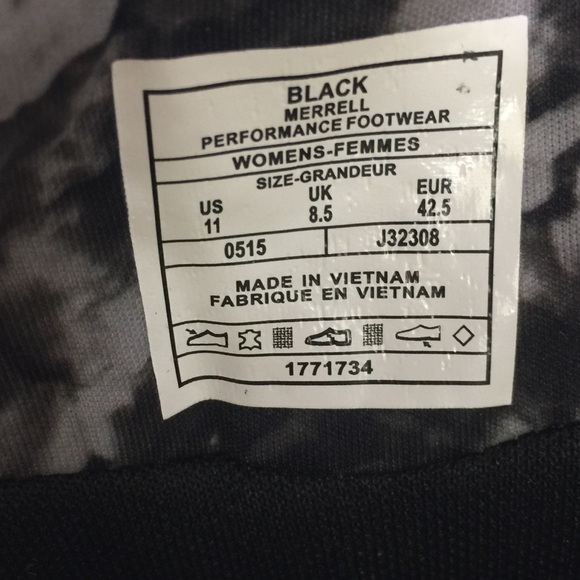 BLACK
MERRELL
PERFORMANCE FOOTWEAR
WOMENS-FEMMES
SIZE-GRANDEUR
US UK EUR
11 8.5 42.5
0515 J32308
MADE IN VIETNAM
FABRIQUE EN VIETNAM
1771734